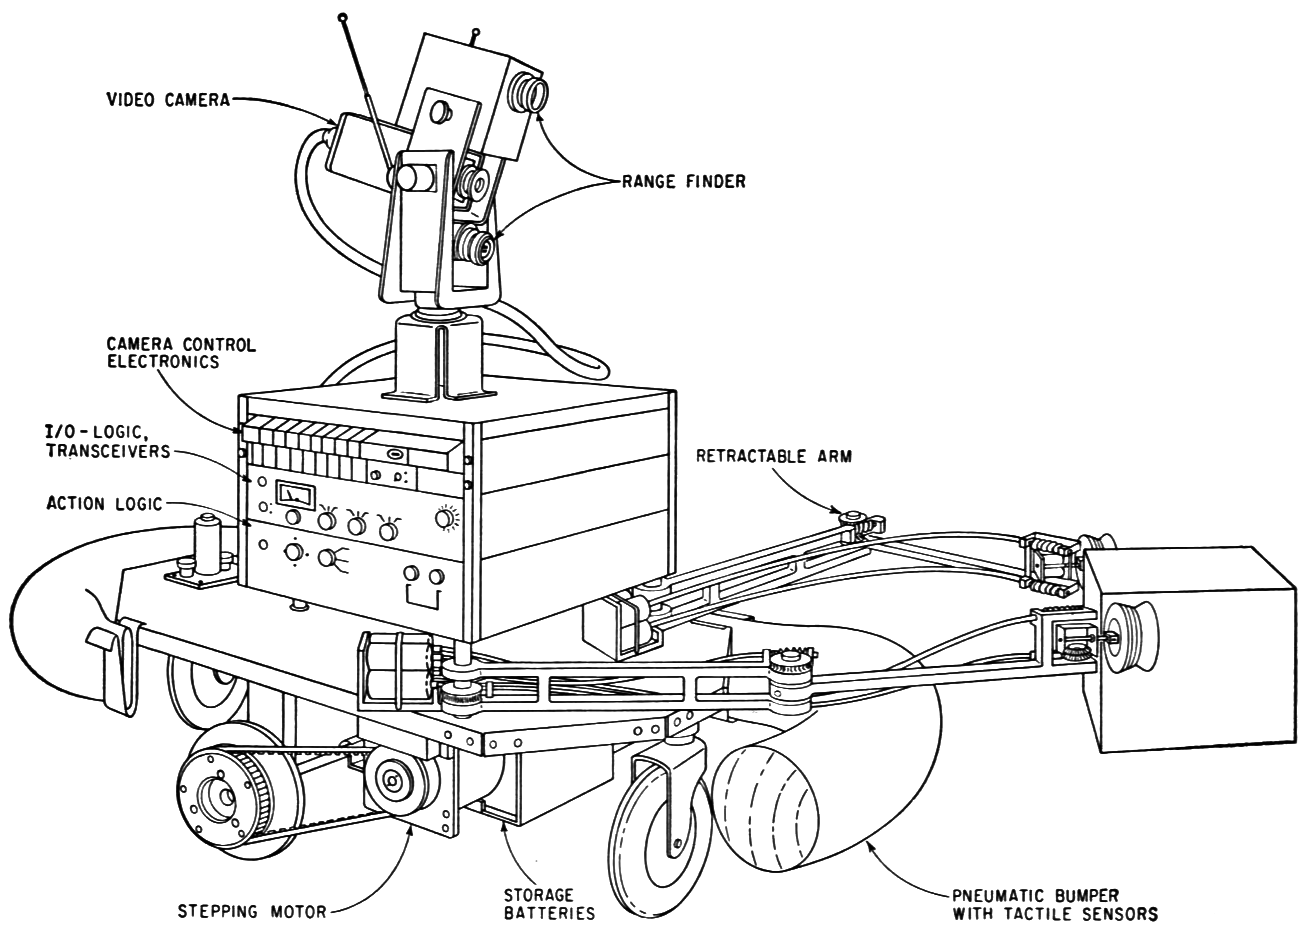 VIDEO CAMERA
RANGE FINDER
CAMERA CONTROL
ELECTRONICS
I/O-LOGIC,
TRANSCEIVERS
RETRACTABLE ARM
ACTION LOGIC
STEPPING MOTOR
STORAGE
BATTERIES
PNEUMATIC BUMPER
WITH TACTILE SENSORS